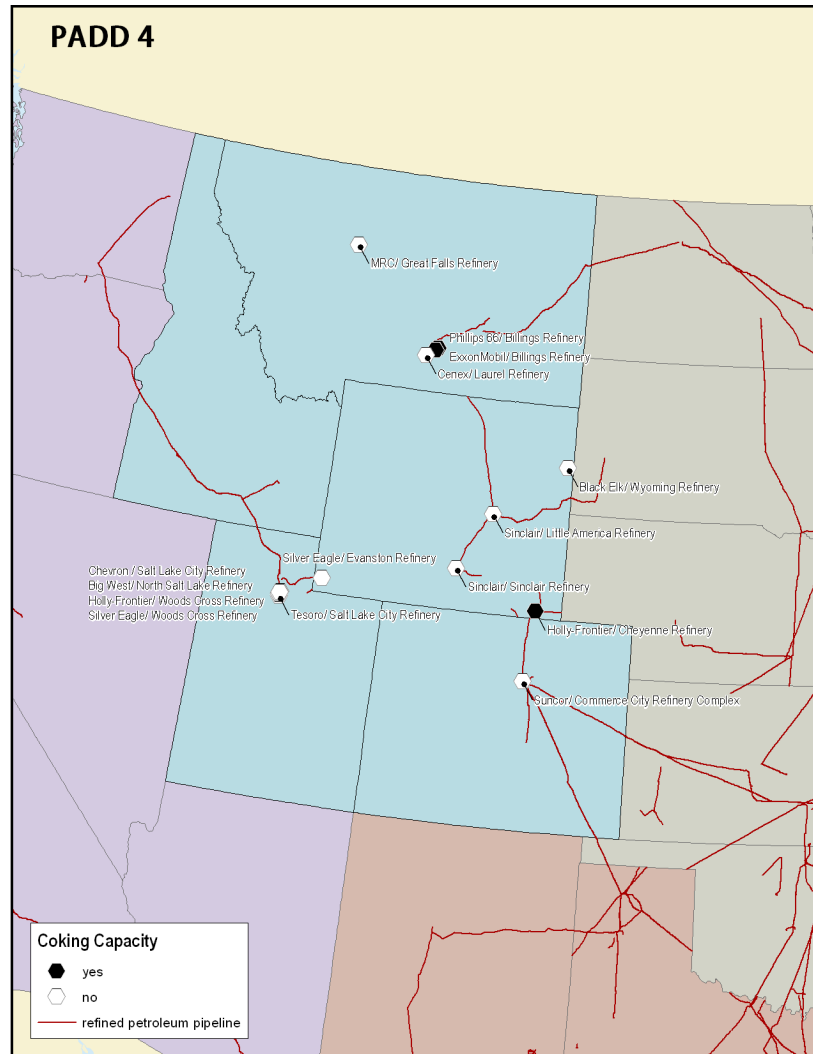 PADD 4
MRC/ Great Falls Refinery
Phillips 66/ Billings Refinery
ExxonMobil/ Billings Refinery
Cenex/ Laurel Refinery
Black Elk/ Wyoming Refinery
Sinclair/ Little America Refinery
Silver Eagle/ Evanston Refinery
Chevron / Salt Lake City Refinery
Big West/ North Salt Lake Refinery
Holly-Frontier/ Woods Cross Refinery
Silver Eagle/ Woods Cross Refinery
Sinclair/ Sinclair Refinery
Tesoro/ Salt Lake City Refinery
Holly-Frontier/ Cheyenne Refinery
Suncor/ Commerce City Refinery Complex
Coking Capacity
yes
no
refined petroleum pipeline